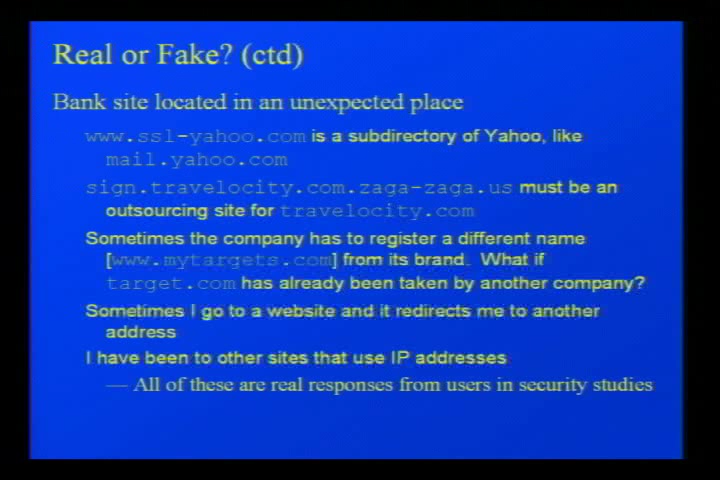 Real or Fake? (ctd)
Bank site located in an unexpected place
www.ssl-yahoo.com is a subdirectory of Yahoo, like
mail.yahoo.com
sign.travelocity.com.zaga-zaga.us must be an
outsourcing site for travelocity.com
Sometimes the company has to register a different name
[www.mytargets.com] from its brand. What if
target.com has already been taken by another company?
Sometimes I go to a website and it redirects me to another
address
I have been to other sites that use IP addresses
— All of these are real responses from users in security studies